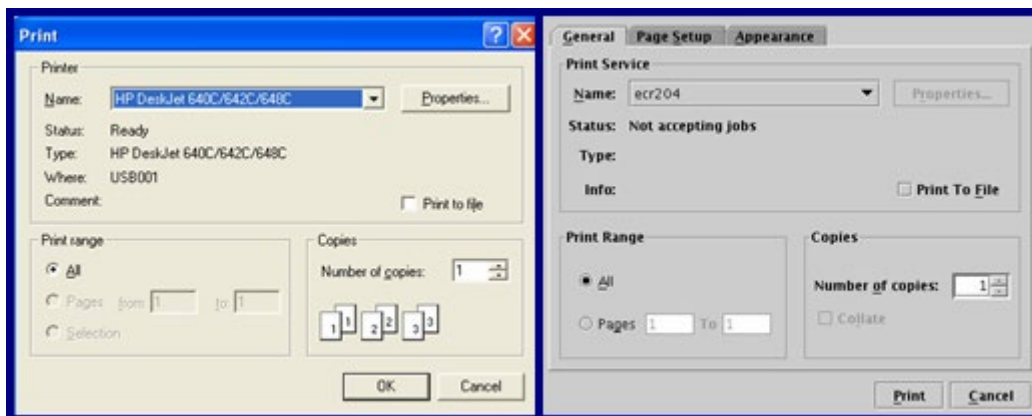 Print
Printer
Name: HP DeskJet 640C/642C/648C Properties...
Status: Ready
Type: HP DeskJet 640C/642C/648C
Where: USB001
Comment:
Print to file
Print range
All
Pages from: 1 to: 1
Selection
Copies
Number of copies: 1
1 1 2 2 3 3
OK Cancel
General Page Setup Appearance
Print Service
Name: ecr204 Properties...
Status: Not accepting jobs
Type:
Info:
Print To File
Print Range
All
Pages 1 To 1
Copies
Number of copies: 1
Collate
Print Cancel